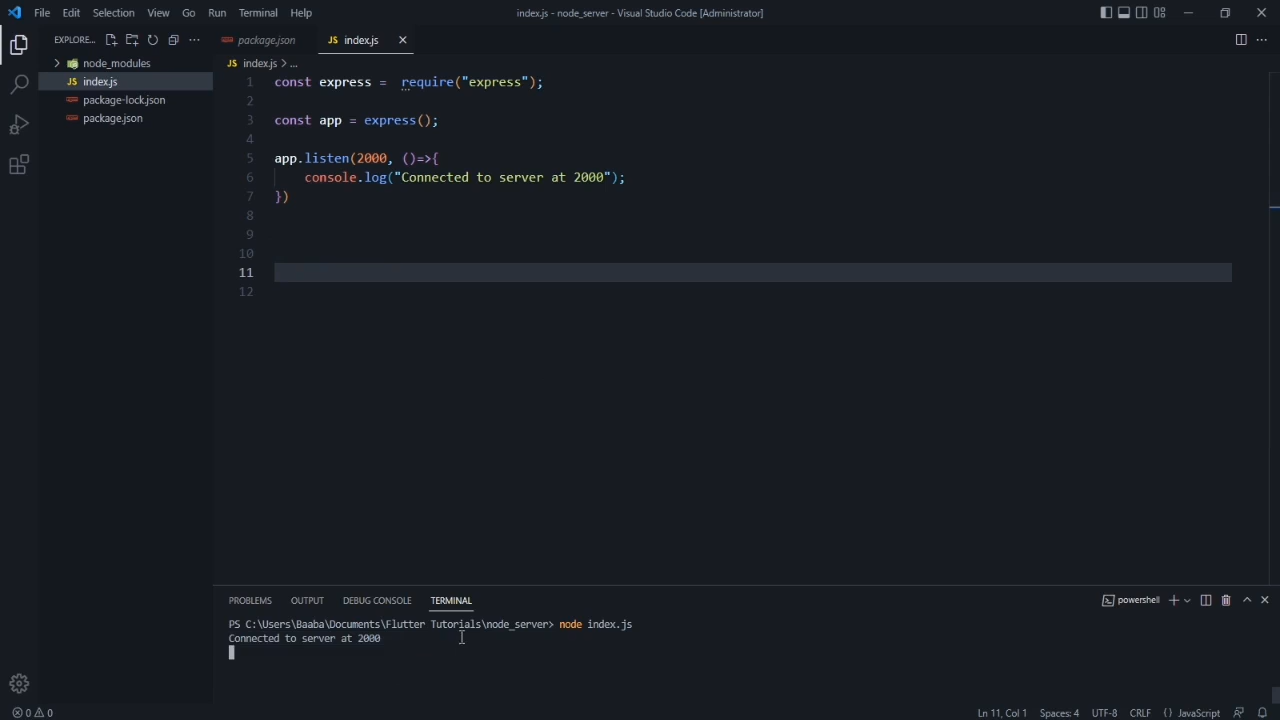 File Edit Selection View Go Run Terminal Help index.js - node_server - Visual Studio Code [Administrator]
EXPLORE... package.json JS index.js
node_modules
JS index.js
package-lock.json
package.json
JS index.js > ...
1 const express =  require("express");
2
3 const app = express();
4
5 app.listen(2000, ()=>{
6     console.log("Connected to server at 2000");
7 })
8
9
10
11
12
PROBLEMS OUTPUT DEBUG CONSOLE TERMINAL powershell
PS C:\Users\Baaba\Documents\Flutter Tutorials\node_server> node index.js
Connected to server at 2000
0 0 Ln 11, Col 1 Spaces: 4 UTF-8 CRLF {} JavaScript